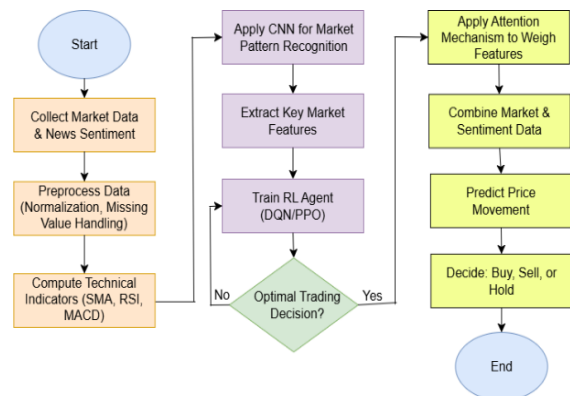 Start
Collect Market Data
& News Sentiment
Preprocess Data
(Normalization, Missing
Value Handling)
Compute Technical
Indicators (SMA, RSI,
MACD)
Apply CNN for Market
Pattern Recognition
Extract Key Market
Features
Train RL Agent
(DQN/PPO)
Optimal Trading
Decision?
No
Yes
Apply Attention
Mechanism to Weigh
Features
Combine Market &
Sentiment Data
Predict Price
Movement
Decide: Buy, Sell, or
Hold
End